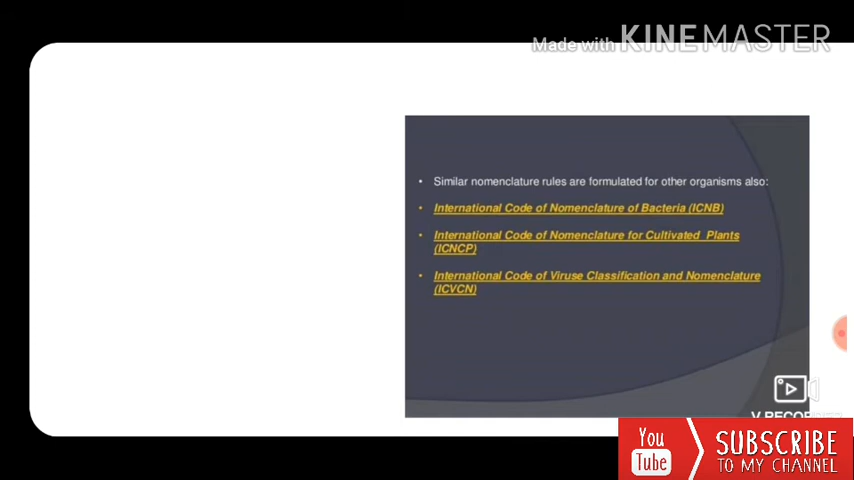 Made with KINEMASTER
• Similar nomenclature rules are formulated for other organisms also:
• International Code of Nomenclature of Bacteria (ICNB)
• International Code of Nomenclature for Cultivated Plants
(ICNCP)
• International Code of Viruse Classification and Nomenclature
(ICVCN)
You
Tube
SUBSCRIBE
TO MY CHANNEL